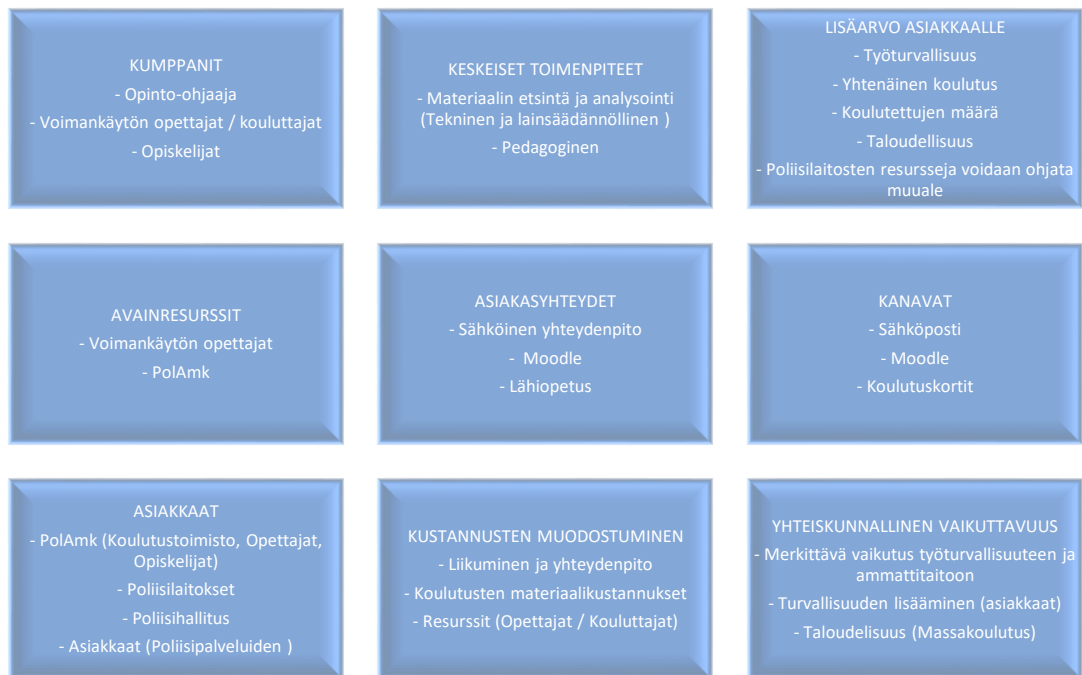 KUMPPANIT
- Opinto-ohjaaja
- Voimankäytön opettajat / kouluttajat
- Opiskelijat
KESKEISET TOIMENPITEET
- Materiaalin etsintä ja analysointi
(Tekninen ja lainsäädännöllinen )
- Pedagoginen
LISÄARVO ASIAKKAALLE
- Työturvallisuus
- Yhtenäinen koulutus
- Koulutettujen määrä
- Taloudellisuus
- Poliisilaitosten resursseja voidaan ohjata
muuale
AVAINRESURSSIT
- Voimankäytön opettajat
- PolAmk
ASIAKASYHTEYDET
- Sähköinen yhteydenpito
- Moodle
- Lähiopetus
KANAVAT
- Sähköposti
- Moodle
- Koulutuskortit
ASIAKKAAT
- PolAmk (Koulutustoimisto, Opettajat,
Opiskelijat)
- Poliisilaitokset
- Poliisihallitus
- Asiakkaat (Poliisipalveluiden )
KUSTANNUSTEN MUODOSTUMINEN
- Liikuminen ja yhteydenpito
- Koulutusten materiaalikustannukset
- Resurssit (Opettajat / Kouluttajat)
YHTEISKUNNALLINEN VAIKUTTAVUUS
- Merkittävä vaikutus työturvallisuuteen ja
ammattitaitoon
- Turvallisuuden lisääminen (asiakkaat)
- Taloudelisuus (Massakoulutus)